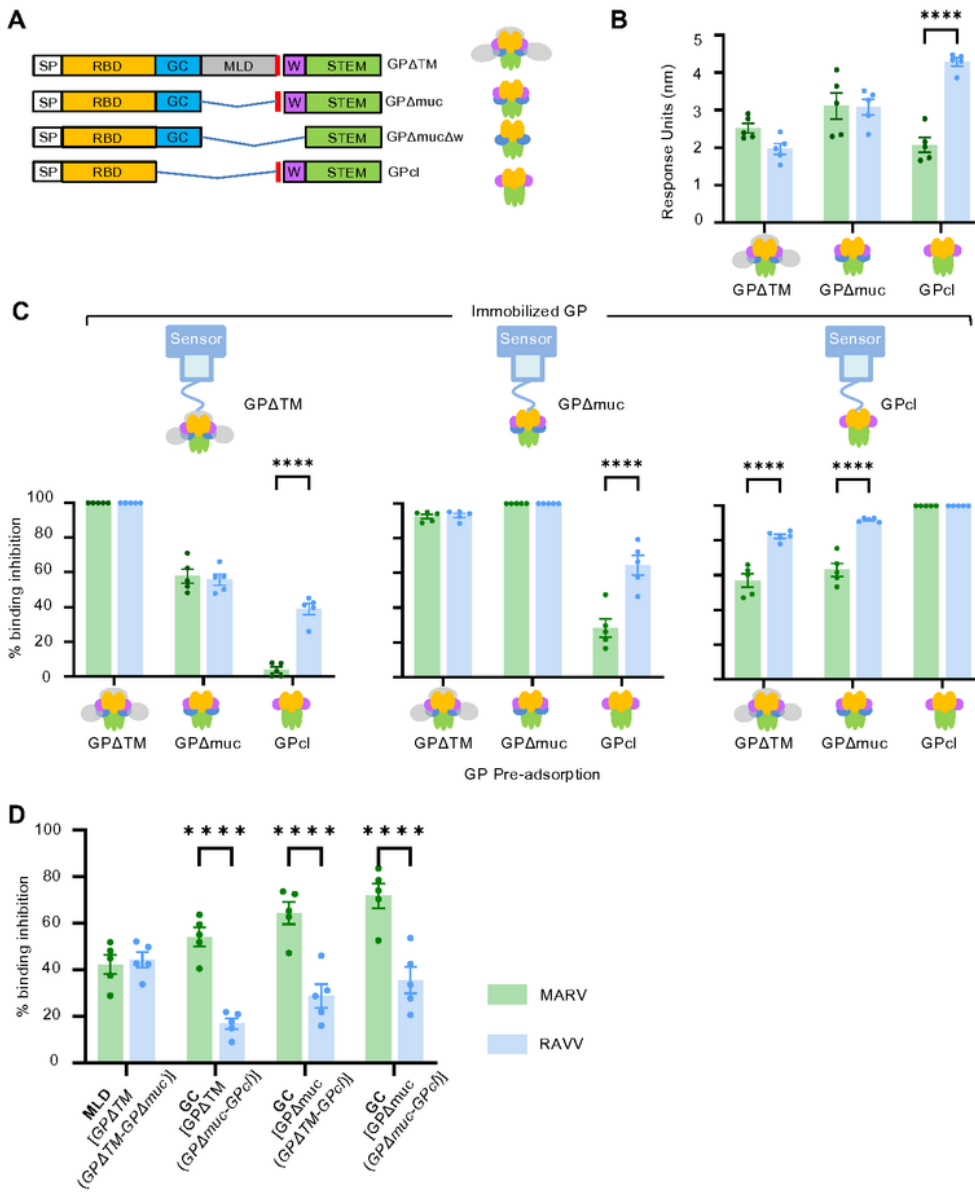 A
SP RBD GC MLD W STEM GPΔTM
SP RBD GC W STEM GPΔmuc
SP RBD GC STEM GPΔmucΔw
SP RBD W STEM GPcl
B
****
5
4
3
2
1
0
Response Units (nm)
GPΔTM GPΔmuc GPcl
C
Immobilized GP
Sensor Sensor Sensor
GPΔTM GPΔmuc GPcl
**** **** **** ****
100
80
60
40
20
0
% binding inhibition
GPΔTM GPΔmuc GPcl GPΔTM GPΔmuc GPcl GPΔTM GPΔmuc GPcl
GP Pre-adsorption
D
**** **** ****
100
80
60
40
20
0
% binding inhibition
MARV
RAVV
MLD
[GPΔTM
(GPΔTM-GPΔmuc)]
GC
[GPΔTM
(GPΔmuc-GPcl)]
GC
[GPΔmuc
(GPΔTM-GPcl)]
GC
[GPΔmuc
(GPΔmuc-GPcl)]